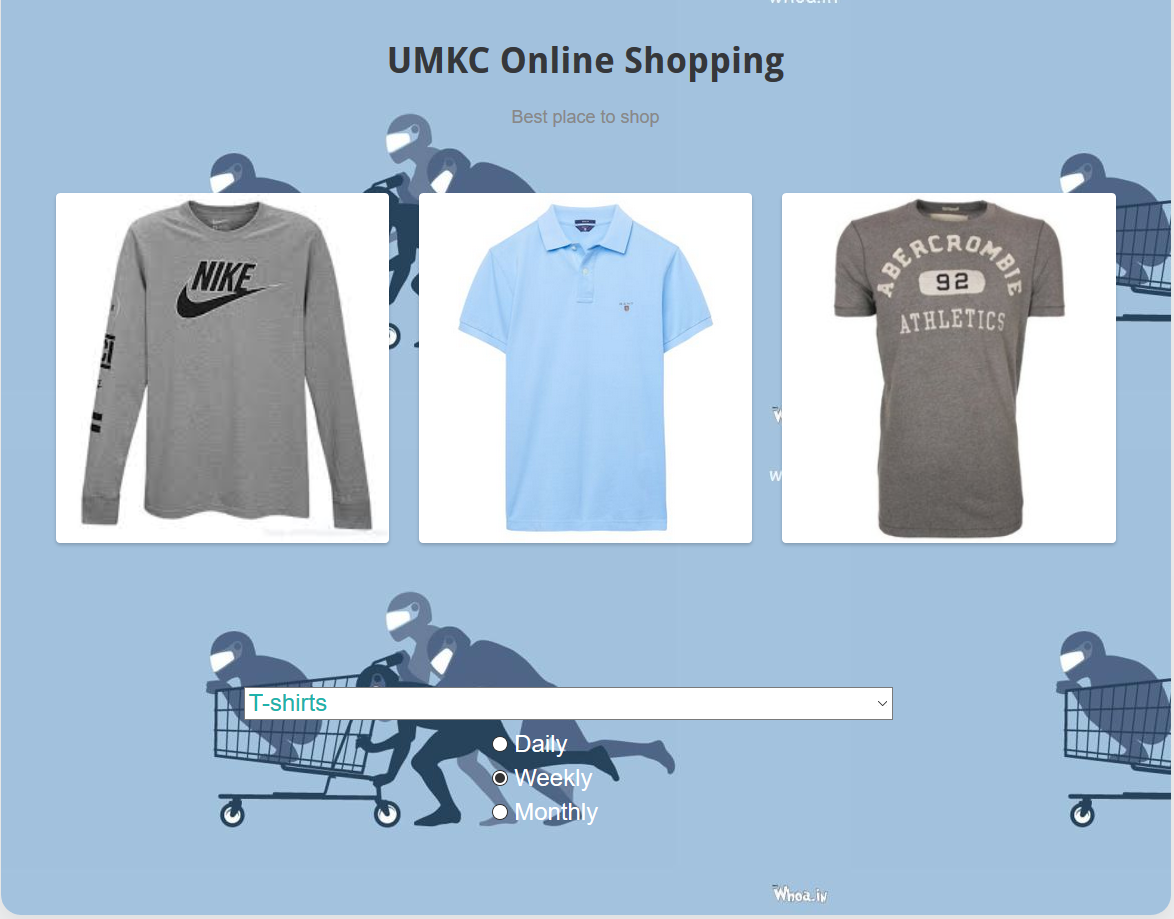 whoa.in
UMKC Online Shopping
Best place to shop
NIKE
ABERCROMBIE
92
ATHLETICS
W
w
T-shirts
Daily
Weekly
Monthly
Whoa.in